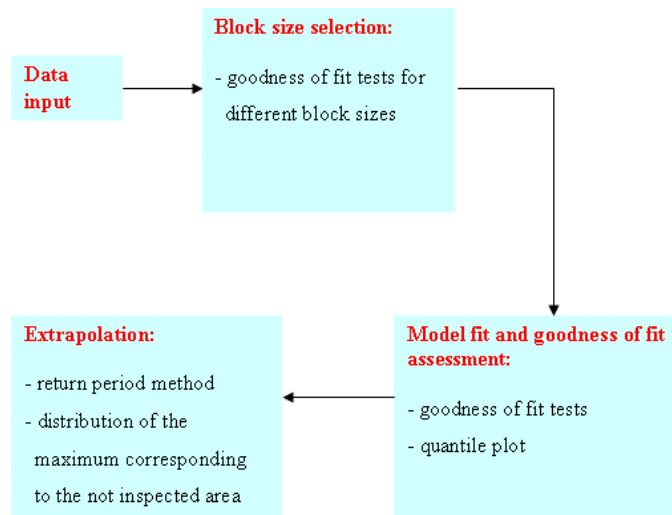 Data
input
Block size selection:
- goodness of fit tests for
different block sizes
Model fit and goodness of fit
assessment:
- goodness of fit tests
- quantile plot
Extrapolation:
- return period method
- distribution of the
maximum corresponding
to the not inspected area